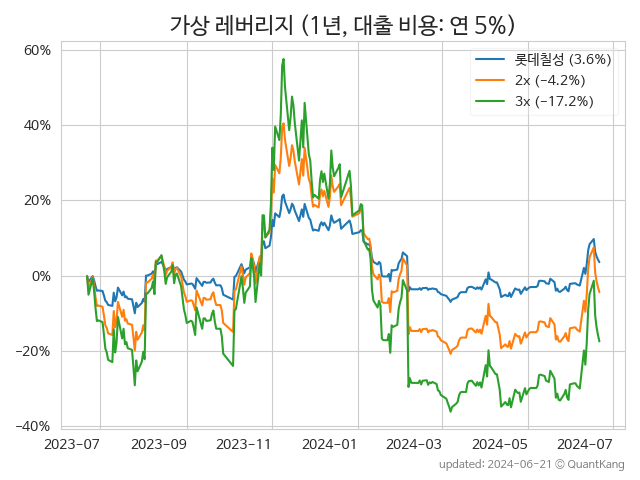 가상 레버리지 (1년, 대출 비용: 연 5%)
롯데칠성 (3.6%)
2x (−4.2%)
3x (−17.2%)
60%
40%
20%
0%
−20%
−40%
2023-07
2023-09
2023-11
2024-01
2024-03
2024-05
2024-07
updated: 2024-06-21 © QuantKang